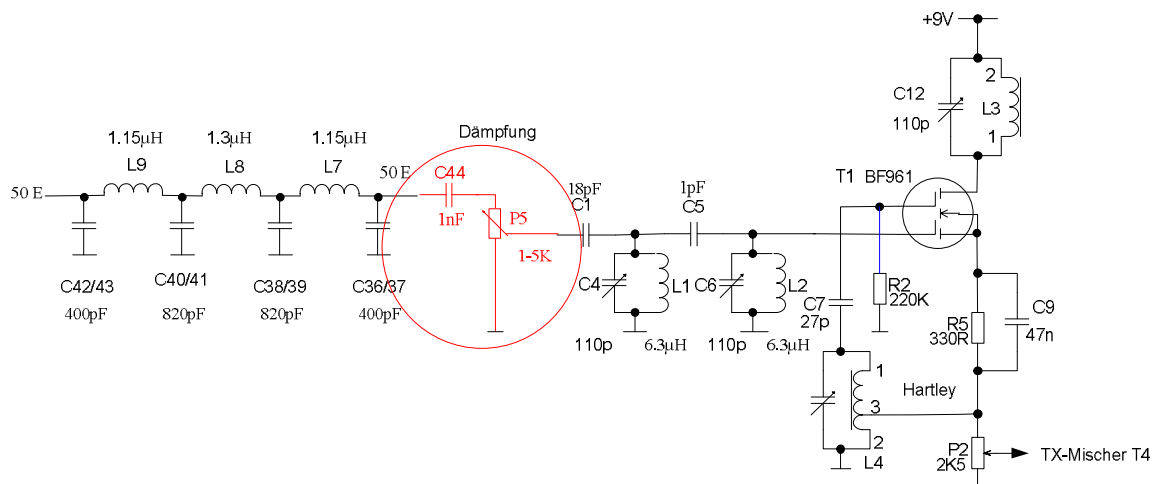 +9V
2
C12
L3
110p
1
1.15µH
1.3µH
1.15µH
Dämpfung
L9
L8
L7
50 E
50 E
C44
1nF
P5
1-5K
18pF
C1
1pF
C5
T1 BF961
C42/43
400pF
C40/41
820pF
C38/39
820pF
C36/37
400pF
C4
L1
C6
L2
110p
6.3µH
110p
6.3µH
C7
27p
R2
220K
R5
330R
C9
47n
1
3
2
L4
Hartley
P2
2K5
TX-Mischer T4